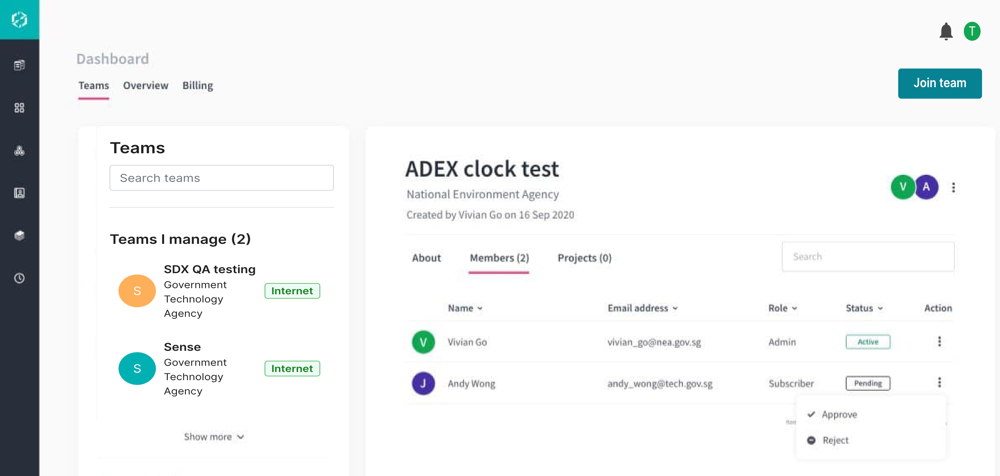 T
Dashboard
Teams Overview Billing
Join team
Teams
Search teams
Teams I manage (2)
S
SDX QA testing
Government
Technology
Agency
Internet
S
Sense
Government
Technology
Agency
Internet
Show more
ADEX clock test
National Environment Agency
Created by Vivian Go on 16 Sep 2020
V A
About Members (2) Projects (0)
Search
Name Email address Role Status Action
V Vivian Go vivian_go@nea.gov.sg Admin Active
J Andy Wong andy_wong@tech.gov.sg Subscriber Pending
Approve
Reject